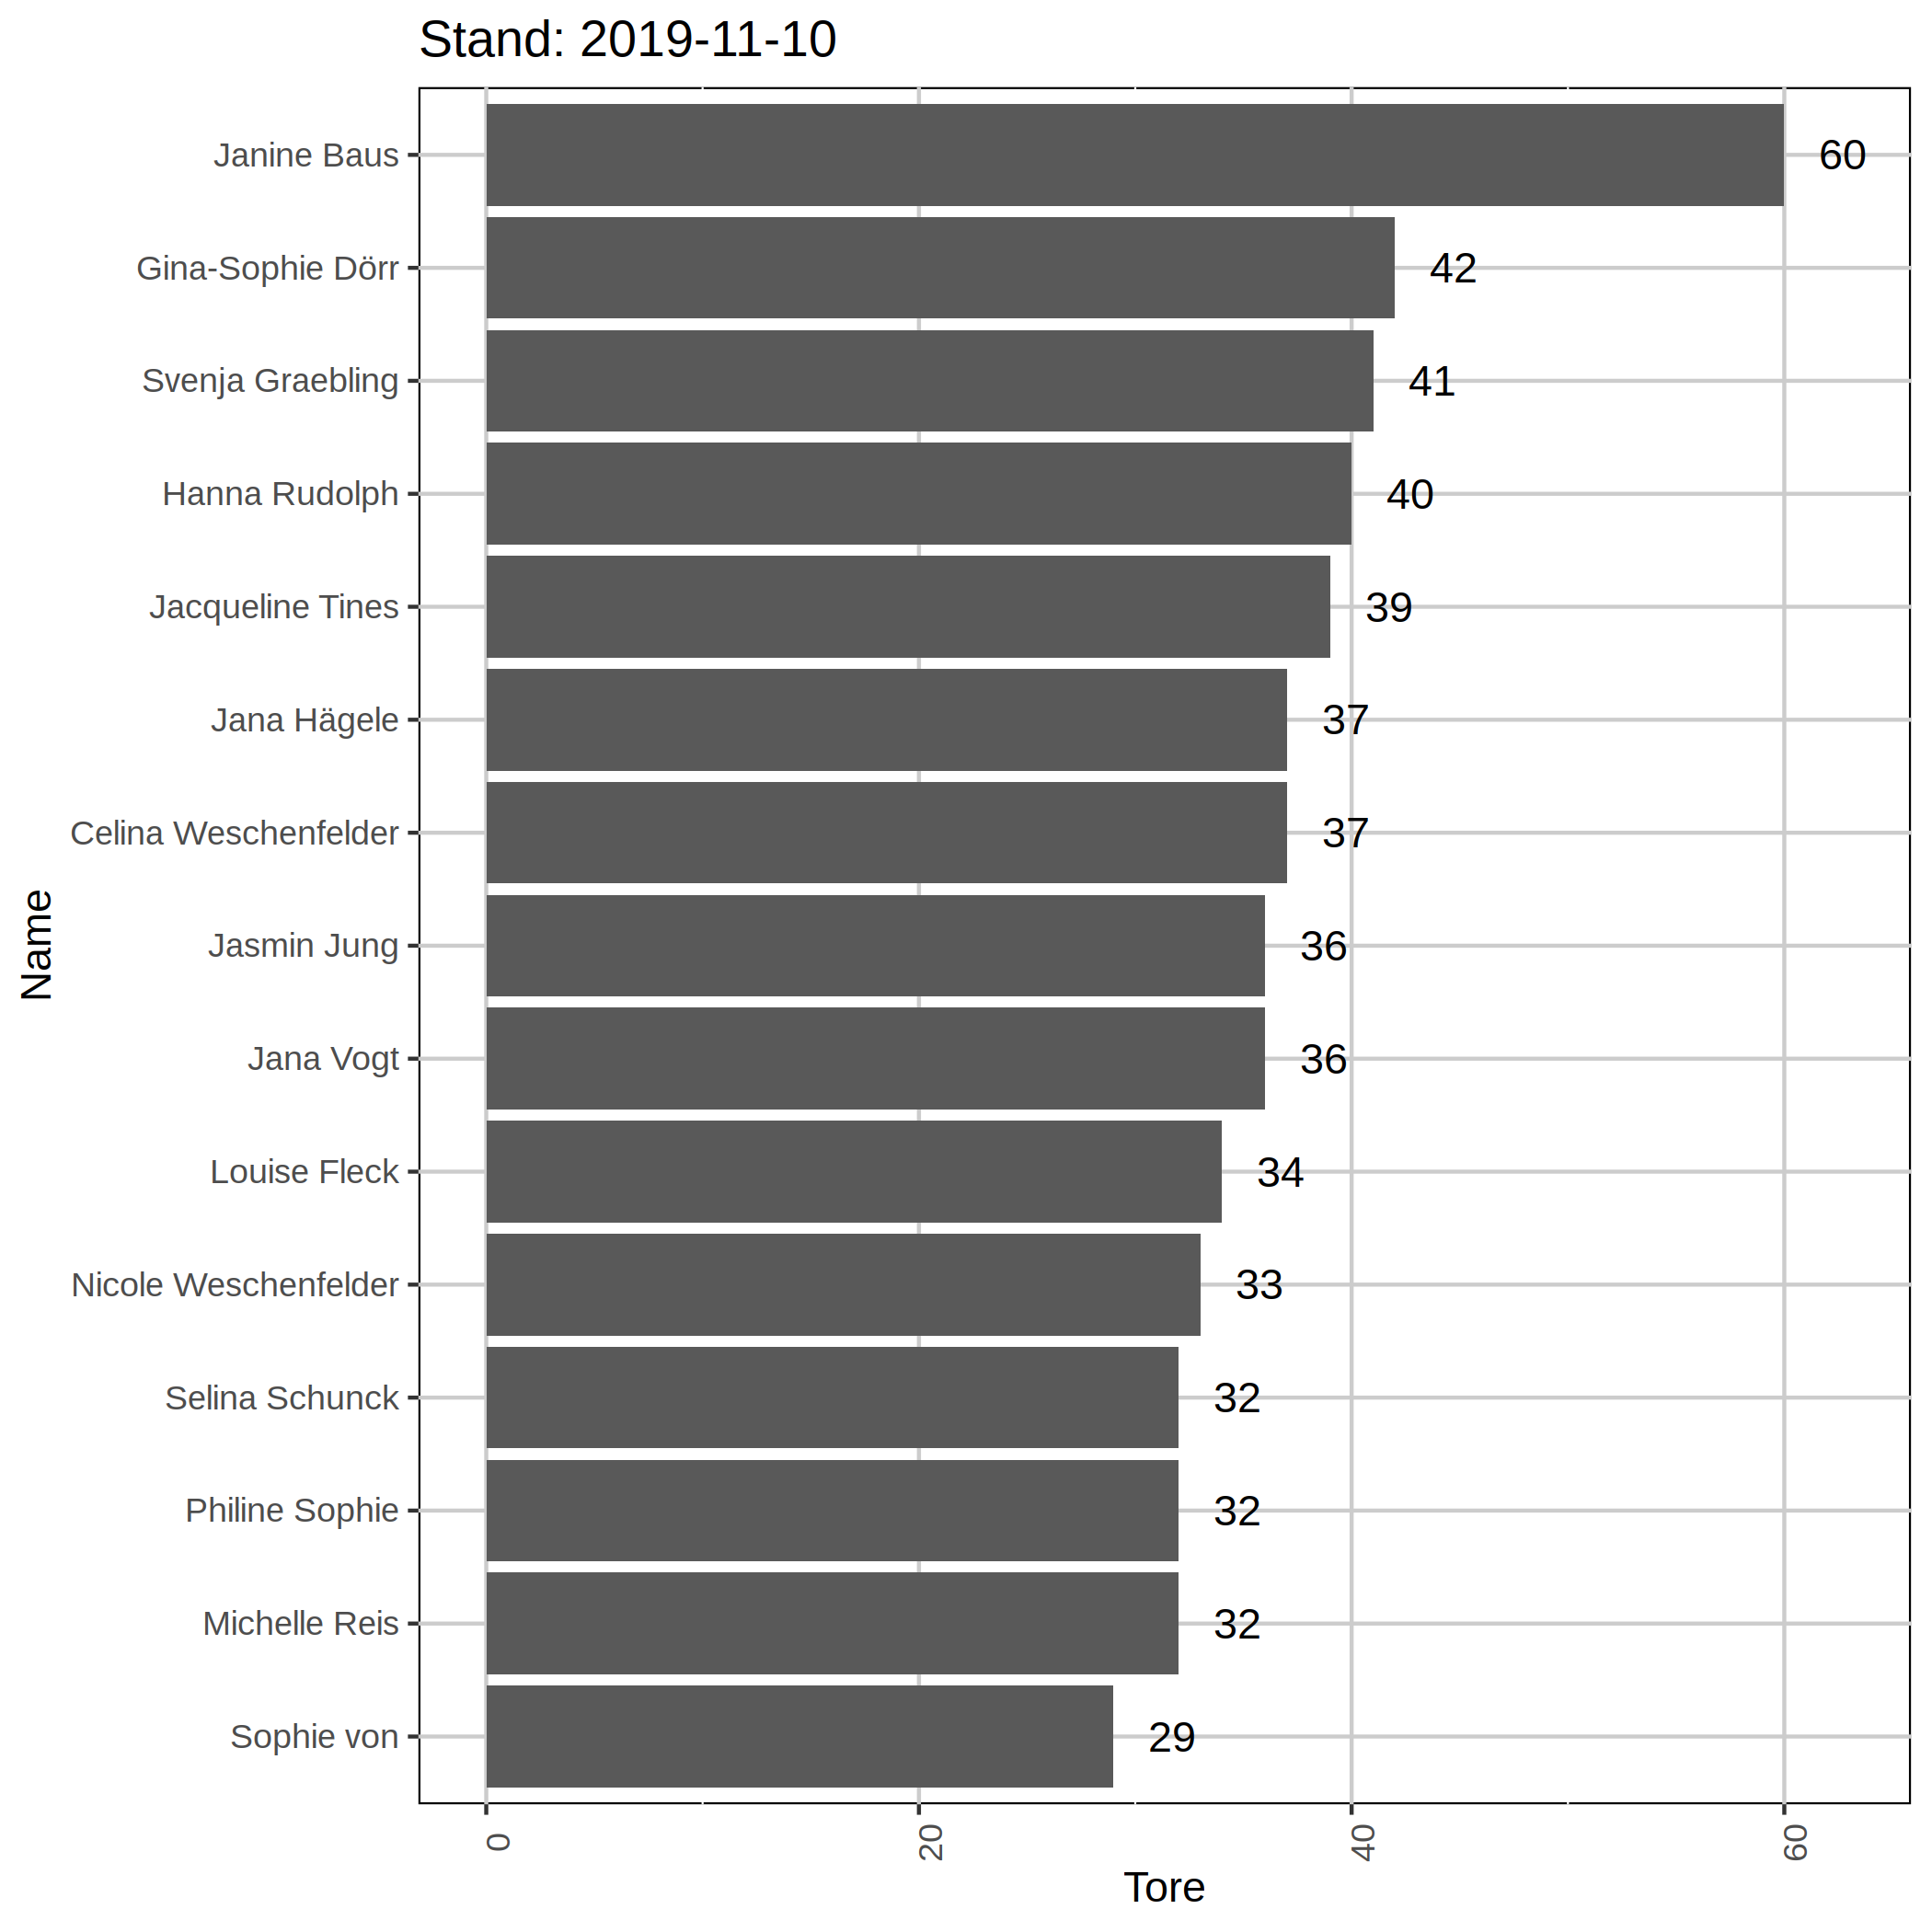 Stand: 2019-11-10
Janine Baus 60
Gina-Sophie Dörr 42
Svenja Graebling 41
Hanna Rudolph 40
Jacqueline Tines 39
Jana Hägele 37
Celina Weschenfelder 37
Jasmin Jung 36
Jana Vogt 36
Louise Fleck 34
Nicole Weschenfelder 33
Selina Schunck 32
Philine Sophie 32
Michelle Reis 32
Sophie von 29
Name
0 20 40 60
Tore